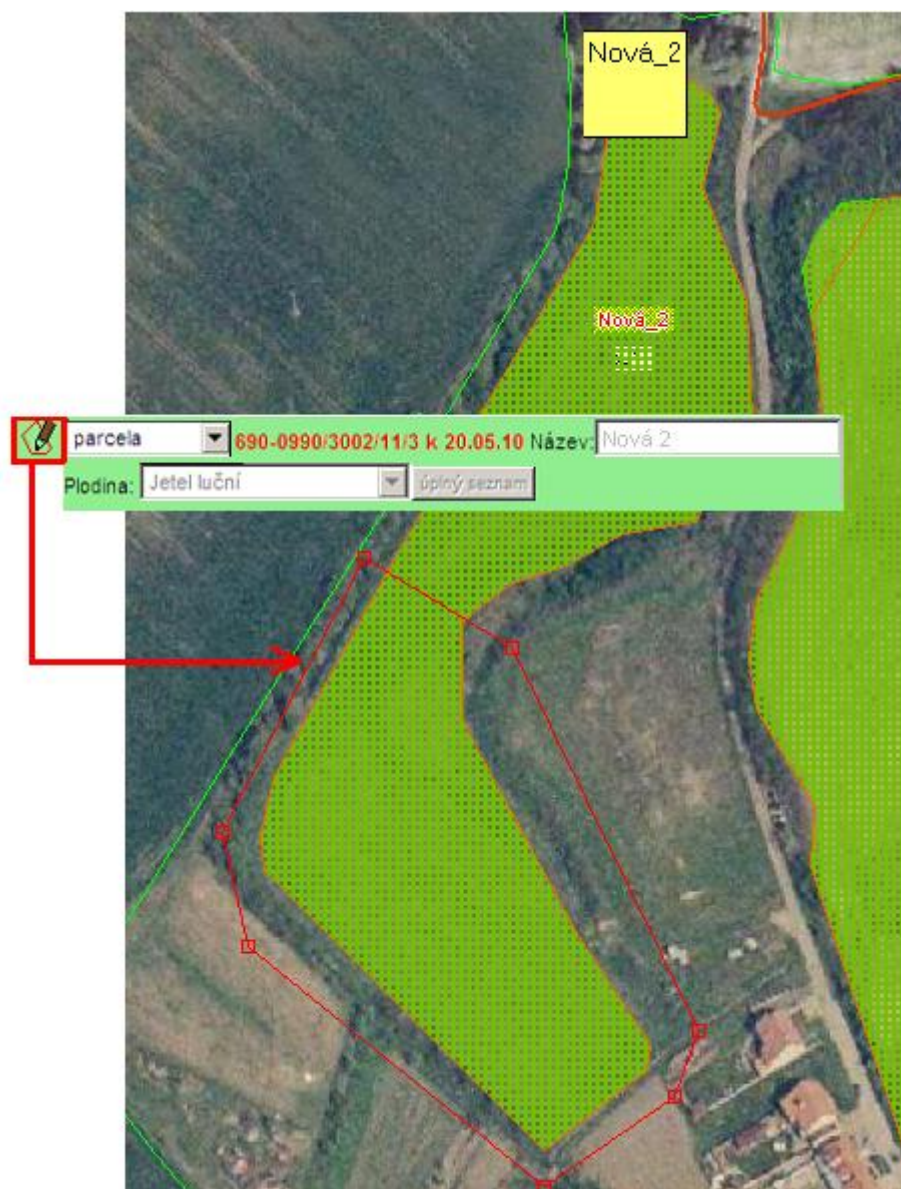 Nová_2
Nová_2
parcela 690-0990/3002/11/3 k 20.05.10 Název: Nová 2
Plodina: Jetel luční úplný seznam